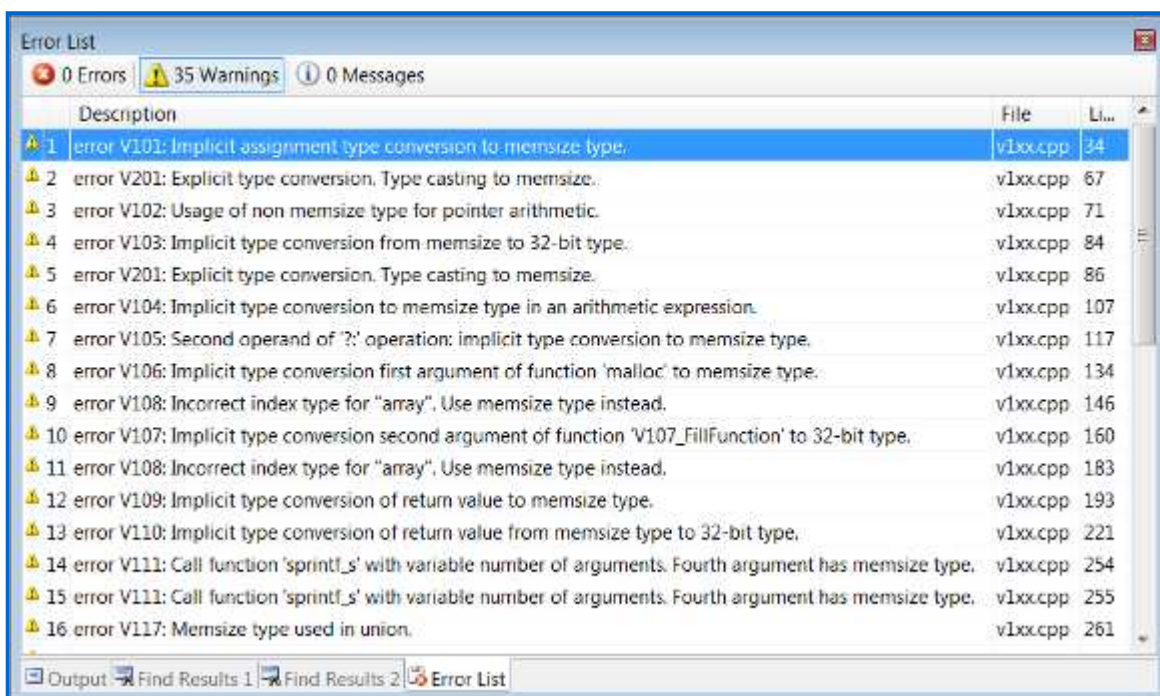 Error List
0 Errors 35 Warnings 0 Messages
Description File Li...
1 error V101: Implicit assignment type conversion to memsize type. v1xx.cpp 34
2 error V201: Explicit type conversion. Type casting to memsize. v1xx.cpp 67
3 error V102: Usage of non memsize type for pointer arithmetic. v1xx.cpp 71
4 error V103: Implicit type conversion from memsize to 32-bit type. v1xx.cpp 84
5 error V201: Explicit type conversion. Type casting to memsize. v1xx.cpp 86
6 error V104: Implicit type conversion to memsize type in an arithmetic expression. v1xx.cpp 107
7 error V105: Second operand of '?:' operation: implicit type conversion to memsize type. v1xx.cpp 117
8 error V106: Implicit type conversion first argument of function 'malloc' to memsize type. v1xx.cpp 134
9 error V108: Incorrect index type for "array". Use memsize type instead. v1xx.cpp 146
10 error V107: Implicit type conversion second argument of function 'V107_FillFunction' to 32-bit type. v1xx.cpp 160
11 error V108: Incorrect index type for "array". Use memsize type instead. v1xx.cpp 183
12 error V109: Implicit type conversion of return value to memsize type. v1xx.cpp 193
13 error V110: Implicit type conversion of return value from memsize type to 32-bit type. v1xx.cpp 221
14 error V111: Call function 'sprintf_s' with variable number of arguments. Fourth argument has memsize type. v1xx.cpp 254
15 error V111: Call function 'sprintf_s' with variable number of arguments. Fourth argument has memsize type. v1xx.cpp 255
16 error V117: Memsize type used in union. v1xx.cpp 261
Output Find Results 1 Find Results 2 Error List